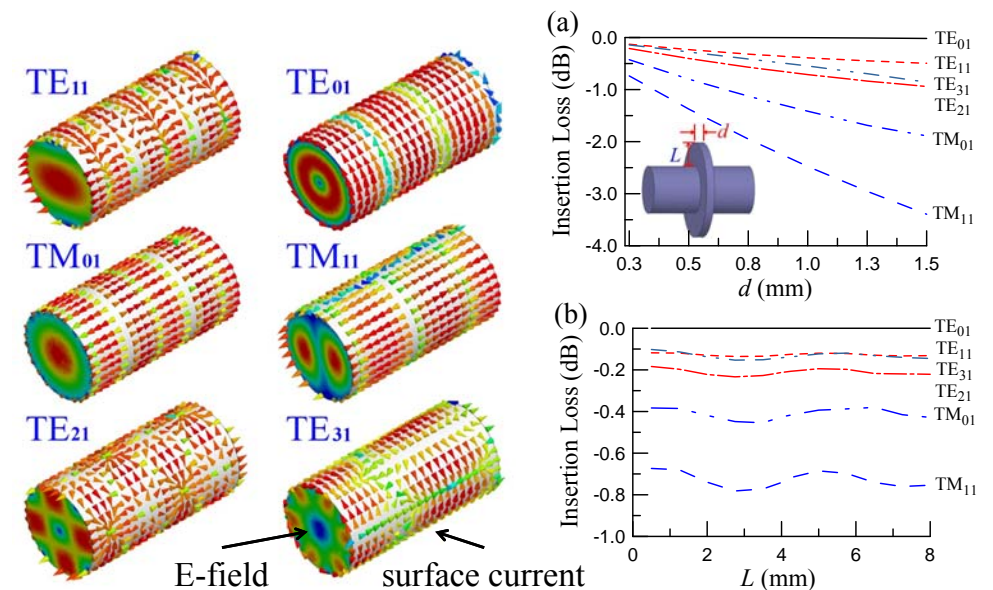 TE11
TE01
TM01
TM11
TE21
TE31
E-field
surface current
(a)
Insertion Loss (dB)
0.0
-1.0
-2.0
-3.0
-4.0
0.3
0.5
0.8
1.0
1.3
1.5
d (mm)
d
L
TE01
TE11
TE31
TE21
TM01
TM11
(b)
Insertion Loss (dB)
0.0
-0.2
-0.4
-0.6
-0.8
-1.0
0
2
4
6
8
L (mm)
TE01
TE11
TE31
TE21
TM01
TM11